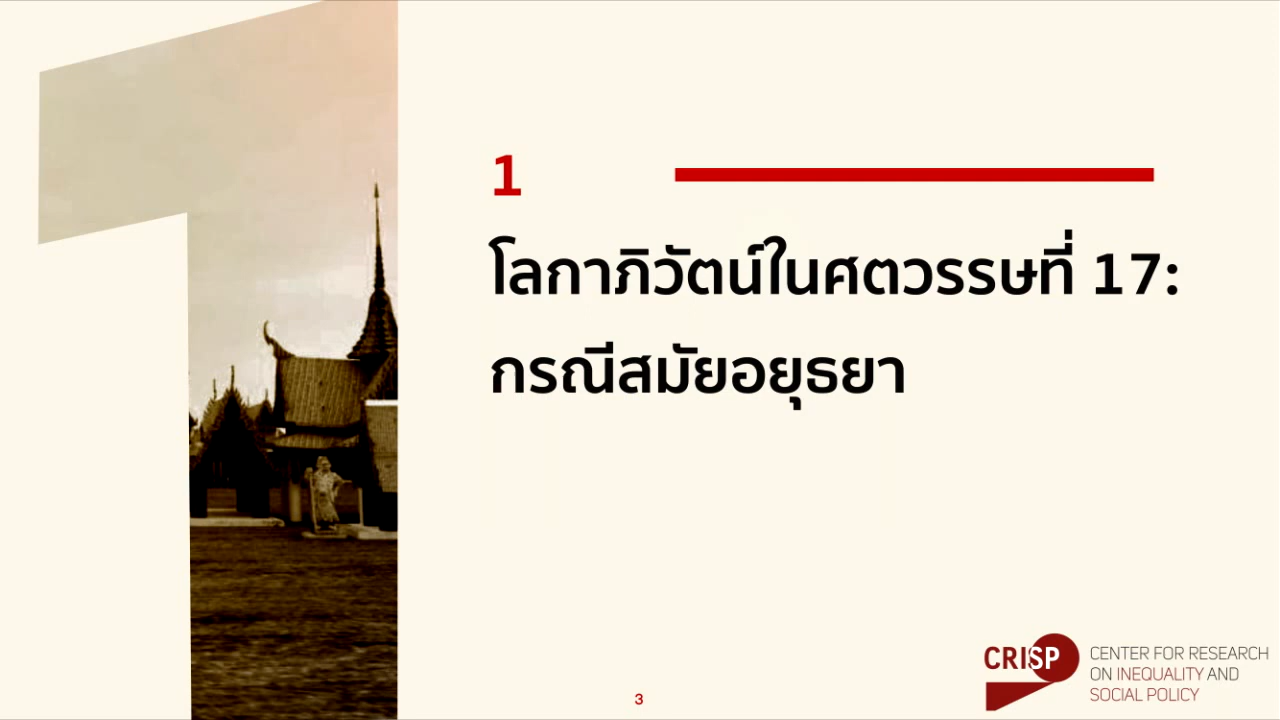 1
โลกาภิวัตน์ในศตวรรษที่ 17:
กรณีสมัยอยุธยา
3
CRISP
CENTER FOR RESEARCH
ON INEQUALITY AND
SOCIAL POLICY